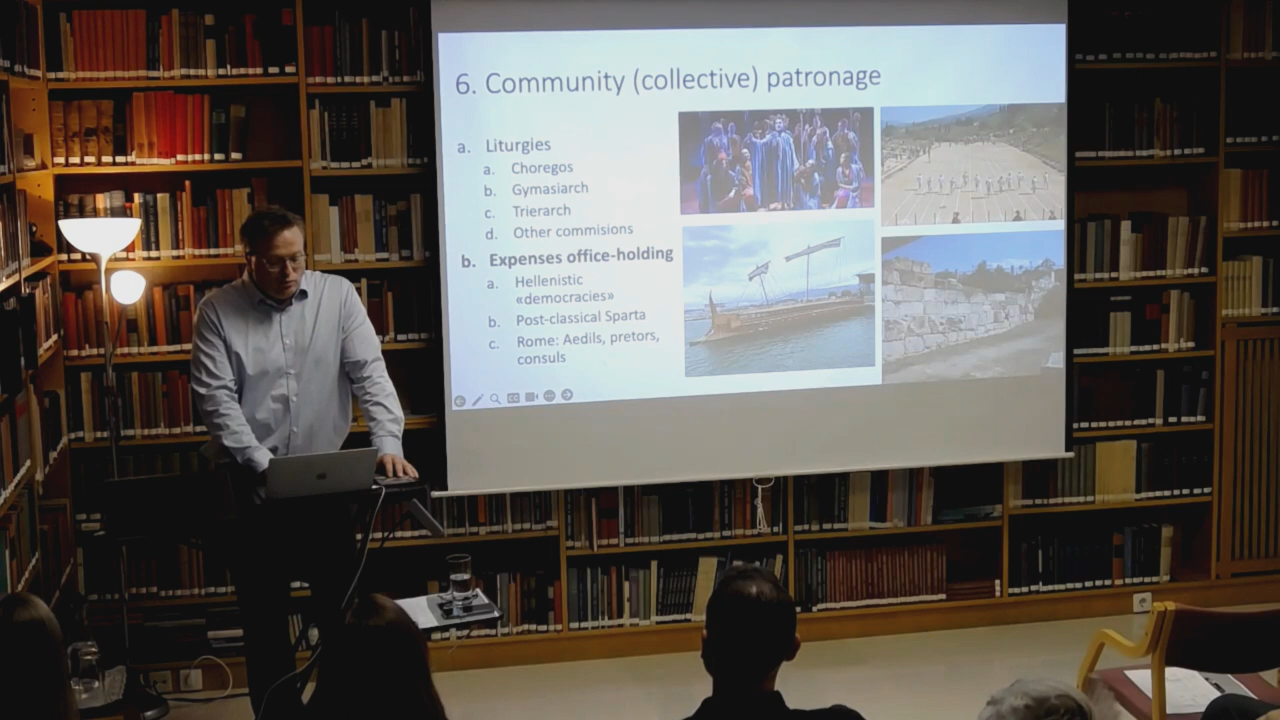 6. Community (collective) patronage
a. Liturgies
a. Choregos
b. Gymasiarch
c. Trierarch
d. Other commisions
b. Expenses office-holding
a. Hellenistic
«democracies»
b. Post-classical Sparta
c. Rome: Aedils, pretors,
consuls